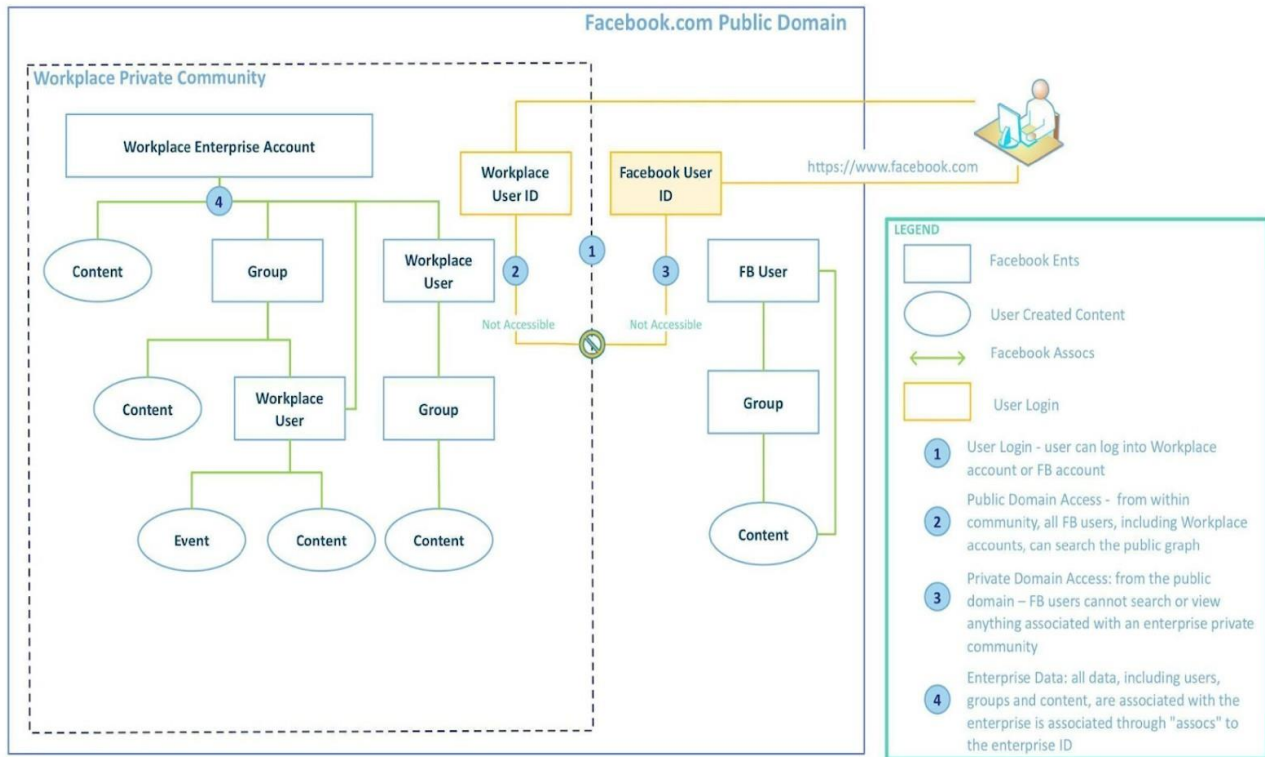 Facebook.com Public Domain
Workplace Private Community
Workplace Enterprise Account
Workplace
User ID
Facebook User
ID
https://www.facebook.com
4
Content
Group
Workplace
User
2
1
3
FB User
Not Accessible
Not Accessible
Content
Workplace
User
Group
Group
Event
Content
Content
Content
LEGEND
Facebook Ents
User Created Content
Facebook Assocs
User Login
1
User Login - user can log into Workplace
account or FB account
2
Public Domain Access - from within
community, all FB users, including Workplace
accounts, can search the public graph
3
Private Domain Access: from the public
domain – FB users cannot search or view
anything associated with an enterprise private
community
4
Enterprise Data: all data, including users,
groups and content, are associated with the
enterprise is associated through "assocs" to
the enterprise ID